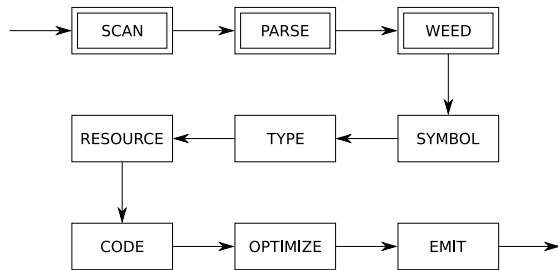 SCAN
PARSE
WEED
RESOURCE
TYPE
SYMBOL
CODE
OPTIMIZE
EMIT